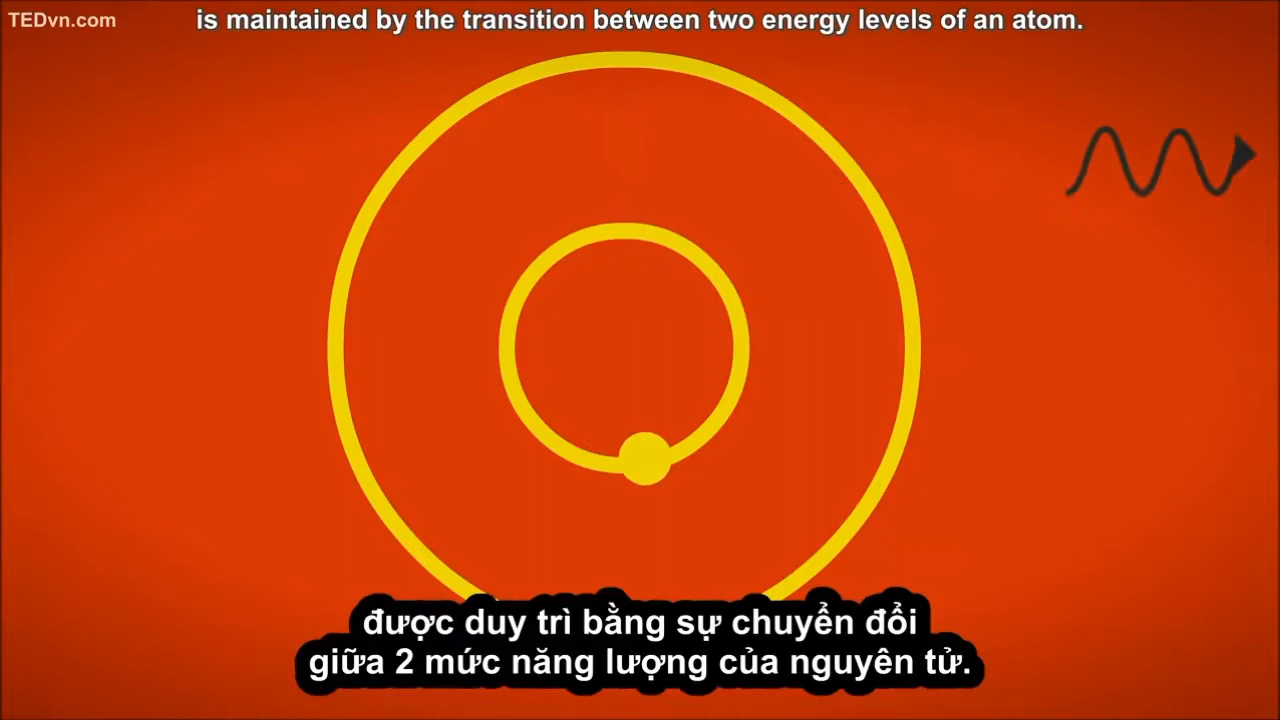 TEDvn.com
is maintained by the transition between two energy levels of an atom.
được duy trì bằng sự chuyển đổi
giữa 2 mức năng lượng của nguyên tử.